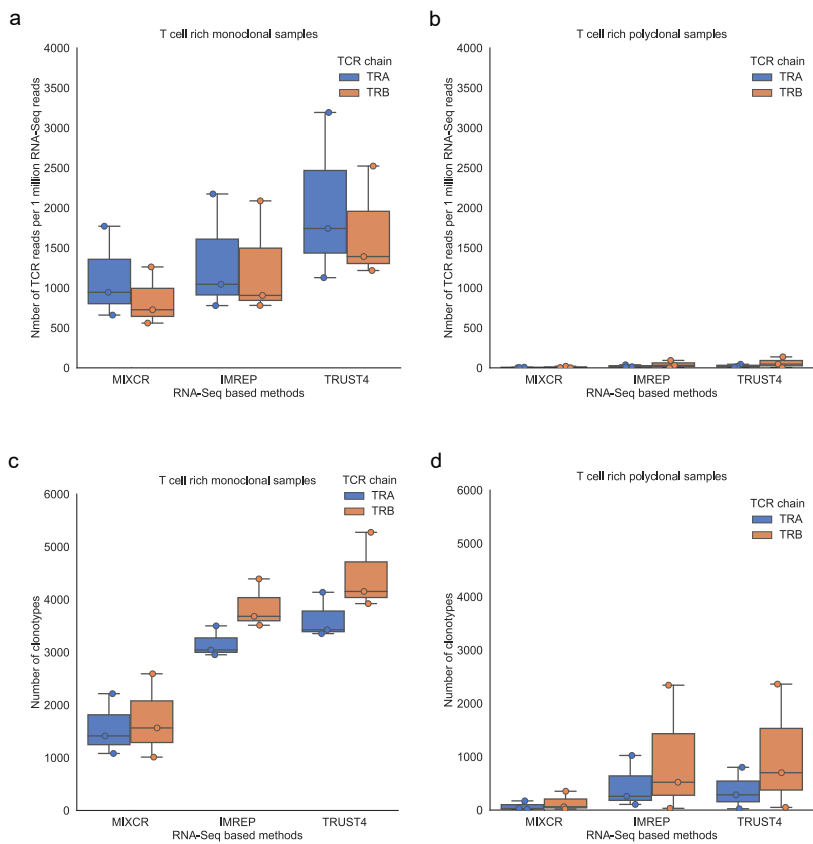 a
T cell rich monoclonal samples
TCR chain
TRA
TRB
Nmber of TCR reads per 1 million RNA-Seq reads
4000
3500
3000
2500
2000
1500
1000
500
0
MIXCR IMREP TRUST4
RNA-Seq based methods
b
T cell rich polyclonal samples
TCR chain
TRA
TRB
Nmber of TCR reads per 1 million RNA-Seq reads
4000
3500
3000
2500
2000
1500
1000
500
0
MIXCR IMREP TRUST4
RNA-Seq based methods
c
T cell rich monoclonal samples
TCR chain
TRA
TRB
Number of clonotypes
6000
5000
4000
3000
2000
1000
0
MIXCR IMREP TRUST4
RNA-Seq based methods
d
T cell rich polyclonal samples
TCR chain
TRA
TRB
Number of clonotypes
6000
5000
4000
3000
2000
1000
0
MIXCR IMREP TRUST4
RNA-Seq based methods